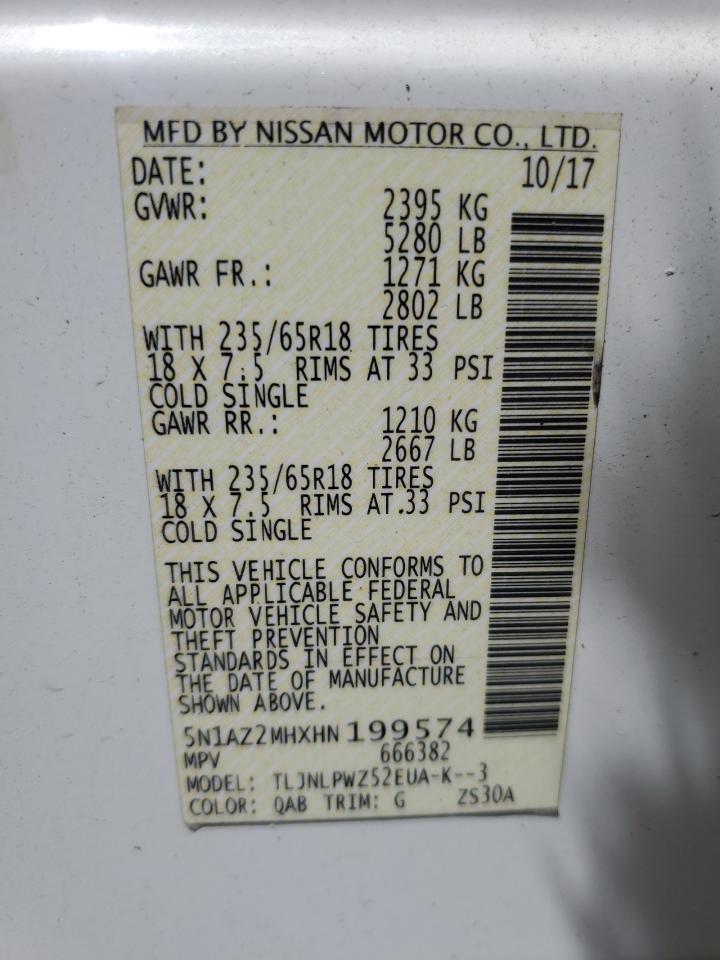 MFD BY NISSAN MOTOR CO., LTD.
DATE: 10/17
GVWR: 2395 KG
5280 LB
GAWR FR.: 1271 KG
2802 LB
WITH 235/65R18 TIRES
18 X 7.5 RIMS AT 33 PSI
COLD SINGLE
GAWR RR.: 1210 KG
2667 LB
WITH 235/65R18 TIRES
18 X 7.5 RIMS AT.33 PSI
COLD SINGLE
THIS VEHICLE CONFORMS TO
ALL APPLICABLE FEDERAL
MOTOR VEHICLE SAFETY AND
THEFT PREVENTION
STANDARDS IN EFFECT ON
THE DATE OF MANUFACTURE
SHOWN ABOVE.
5N1AZ2MHXHN 199574
MPV 666382
MODEL: TLJNLPWZ52EUA-K--3
COLOR: QAB TRIM: G ZS30A